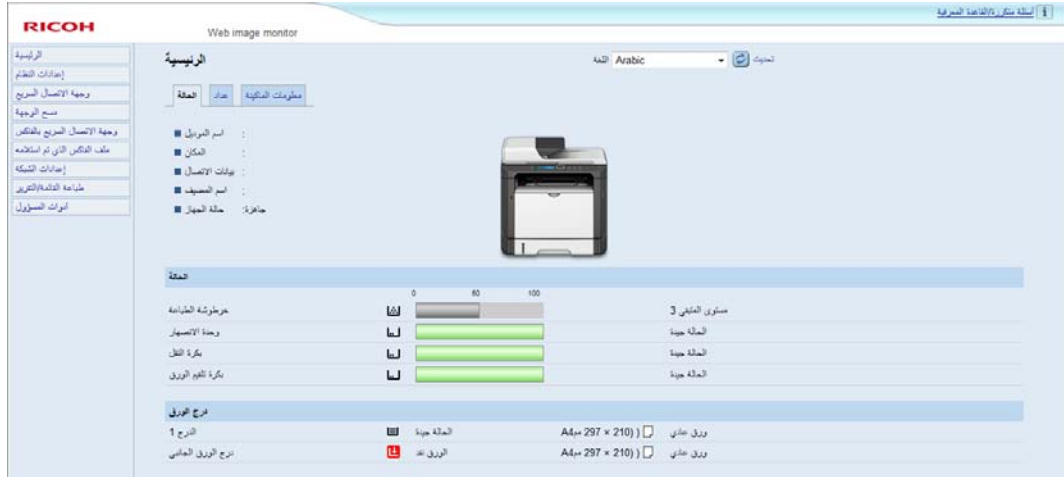 أسئلة متكررة/القاعدة المعرفية
RICOH
Web image monitor
الرئيسية
إعدادات النظام
وجهة الاتصال السريع
مسح الوجهة
وجهة الاتصال السريع بالفاكس
ملف الفاكس الذي تم استلامه
إعدادات الشبكة
طباعة القائمة/التقرير
أدوات المسؤول
الرئيسية
اللغة Arabic تحديث
الحالة عداد معلومات الماكينة
اسم الموديل :
المكان :
بيانات الاتصال :
اسم المضيف :
حالة الجهاز :جاهزة
الحالة
0 50 100
خرطوشة الطباعة مستوى المتبقي 3
وحدة الانصهار الحالة جيدة
بكرة النقل الحالة جيدة
بكرة تلقيم الورق الحالة جيدة
درج الورق
الدرج 1 الحالة جيدة A4 (210 × 297 مم) ورق عادي
درج الورق الجانبي الورق نفد A4 (210 × 297 مم) ورق عادي